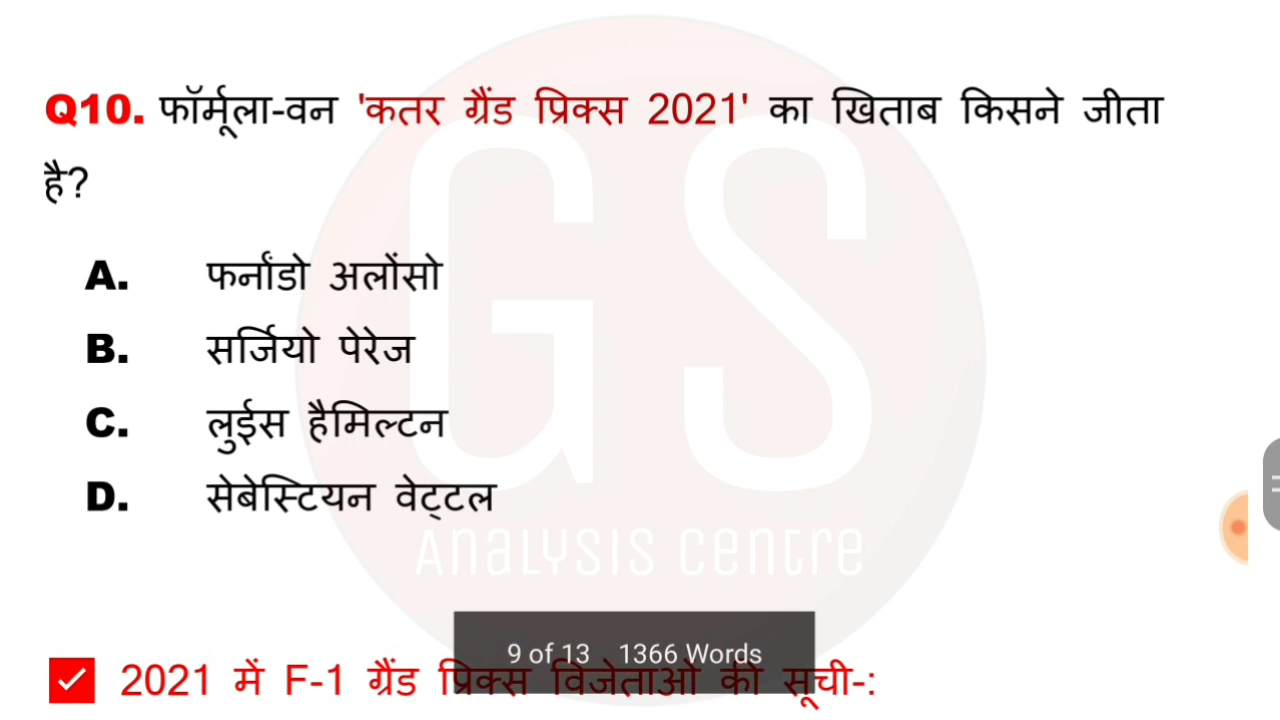 Q10. फॉर्मूला-वन 'कतर ग्रैंड प्रिक्स 2021' का खिताब किसने जीता
है?
A. फर्नांडो अलोंसो
B. सर्जियो पेरेज
C. लुईस हैमिल्टन
D. सेबेस्टियन वेट्टल
GS
Analysis Centre
9 of 13 1366 Words
2021 में F-1 ग्रैंड प्रिक्स विजेताओ की सूची-: